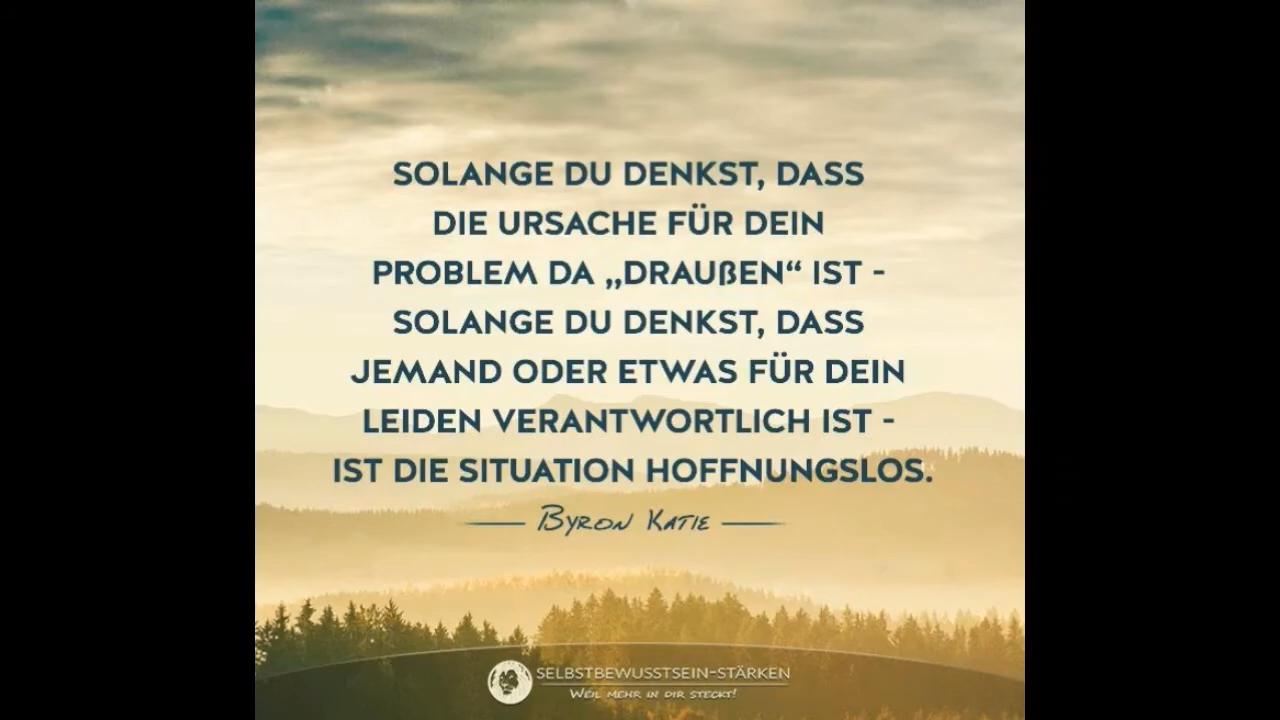 SOLANGE DU DENKST, DASS
DIE URSACHE FÜR DEIN
PROBLEM DA „DRAUßEN“ IST -
SOLANGE DU DENKST, DASS
JEMAND ODER ETWAS FÜR DEIN
LEIDEN VERANTWORTLICH IST -
IST DIE SITUATION HOFFNUNGSLOS.
BYRON KATIE
SELBSTBEWUSSTSEIN-STÄRKEN
WEIL MEHR IN DIR STECKT!